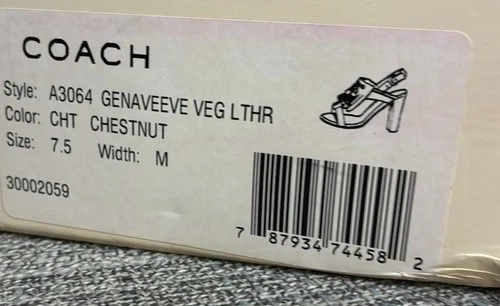 COACH
Style: A3064 GENAVEEVE VEG LTHR
Color: CHT CHESTNUT
Size: 7.5 Width: M
30002059
7 87934 74458 2